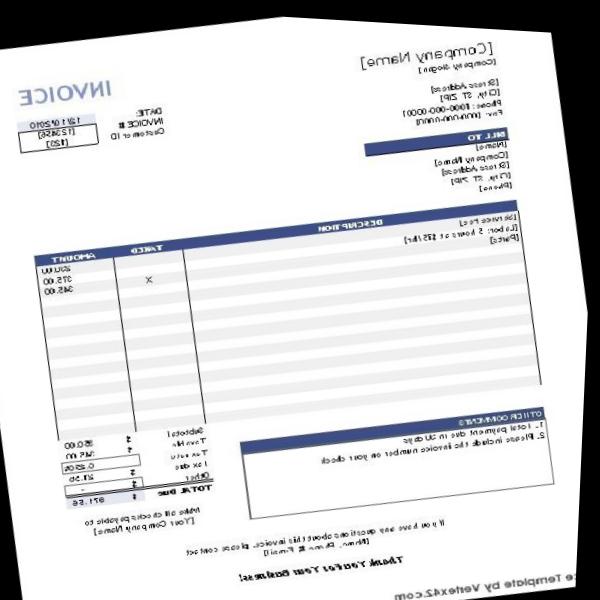 [Company Name]
[Company slogan]
INVOICE
[Street Address]
[City, ST ZIP]
Phone: [000-000-0000]
Fax: [000-000-0000]
DATE: 12/10/2010
INVOICE # [123456]
Customer ID [123]
BILL TO
[Name]
[Company Name]
[Street Address]
[City, ST ZIP]
[Phone]
DESCRIPTION TAXED AMOUNT
[Service Fee] 230.00
[Labor: 5 hours at $75/hr] 375.00
[Parts] X 345.00
OTHER COMMENTS
1. Total payment due in 30 days
2. Please include the invoice number on your check
Subtotal $ 950.00
Taxable $ 345.00
Tax rate
Tax due $ 21.56
Other $ -
TOTAL Due $ 971.56
Make all checks payable to
[Your Company Name]
If you have any questions about this invoice, please contact
[Name, Phone, E-mail]
Thank You For Your Business!
ce Template by Vertex42.com